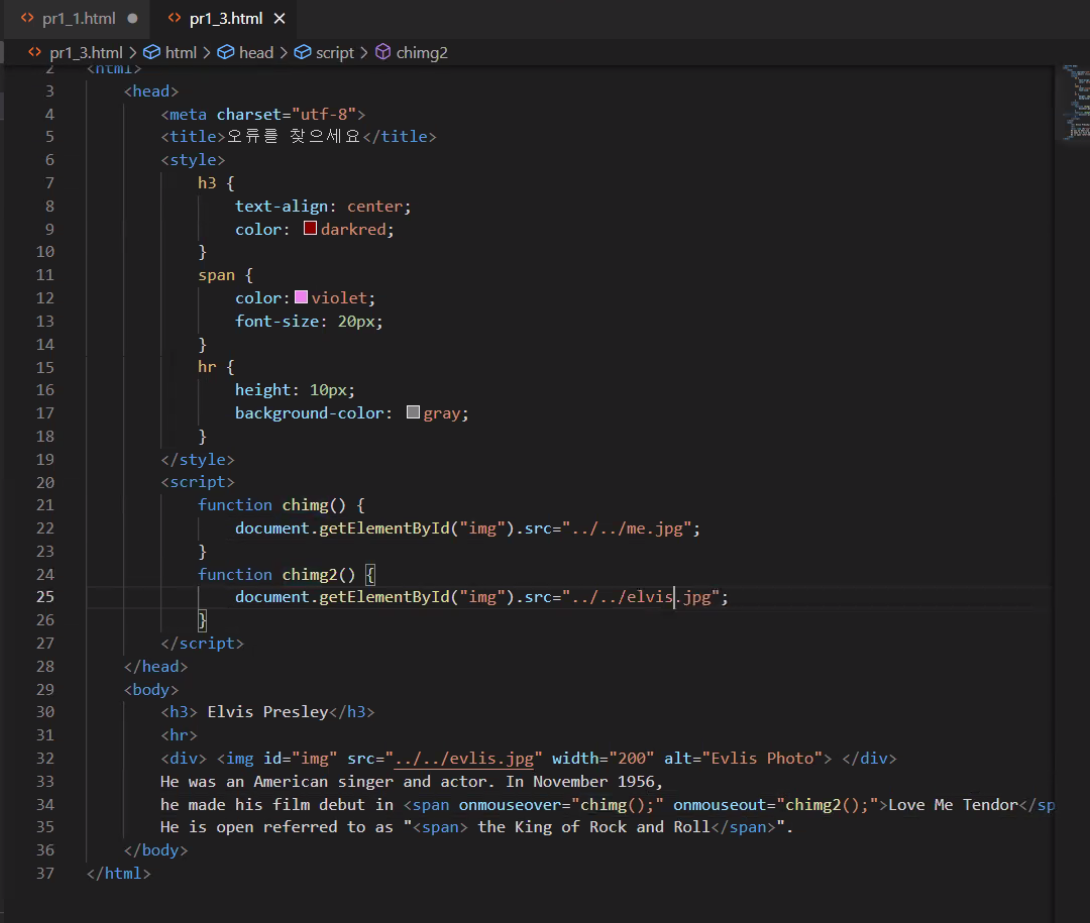 pr1_1.html pr1_3.html
pr1_3.html > html > head > script > chimg2
2 <html>
3 <head>
4 <meta charset="utf-8">
5 <title>오류를 찾으세요</title>
6 <style>
7 h3 {
8 text-align: center;
9 color: darkred;
10 }
11 span {
12 color:violet;
13 font-size: 20px;
14 }
15 hr {
16 height: 10px;
17 background-color: gray;
18 }
19 </style>
20 <script>
21 function chimg() {
22 document.getElementById("img").src="../../me.jpg";
23 }
24 function chimg2() {
25 document.getElementById("img").src="../../elvis.jpg";
26 }
27 </script>
28 </head>
29 <body>
30 <h3> Elvis Presley</h3>
31 <hr>
32 <div> <img id="img" src="../../evlis.jpg" width="200" alt="Evlis Photo"> </div>
33 He was an American singer and actor. In November 1956,
34 he made his film debut in <span onmouseover="chimg();" onmouseout="chimg2();">Love Me Tendor</sp
35 He is open referred to as "<span> the King of Rock and Roll</span>".
36 </body>
37 </html>